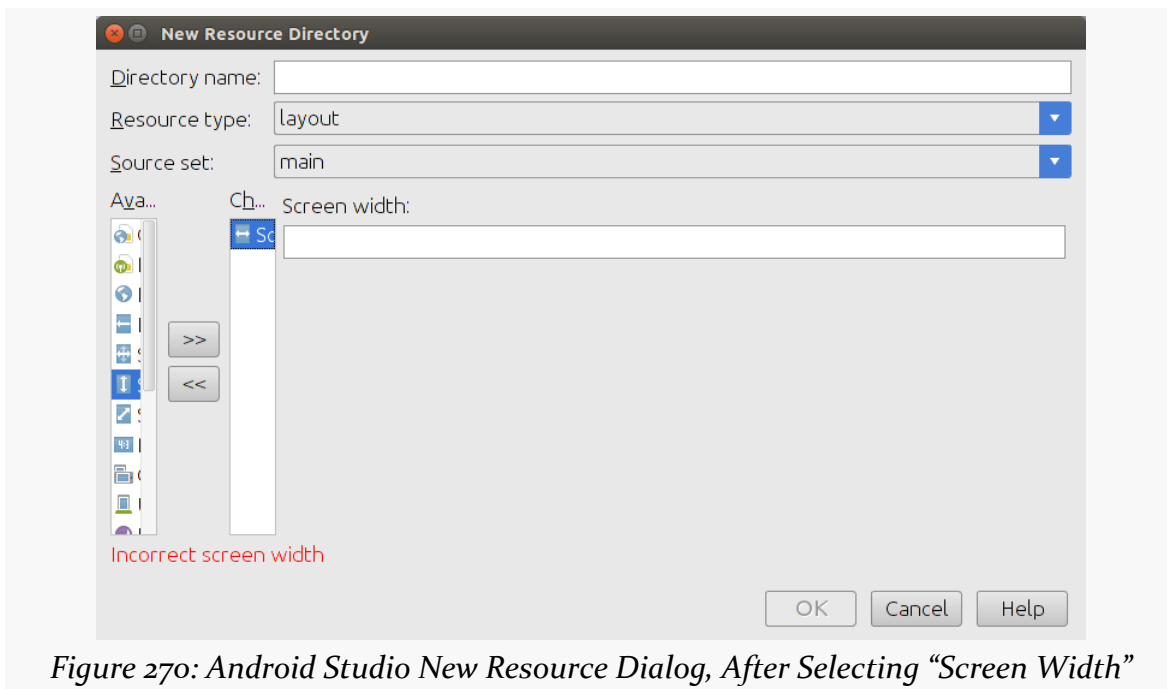 New Resource Directory
Directory name:
Resource type: layout
Source set: main
Ava... Ch... Screen width:
Sc
>>
<<
Incorrect screen width
OK Cancel Help
Figure 270: Android Studio New Resource Dialog, After Selecting “Screen Width”